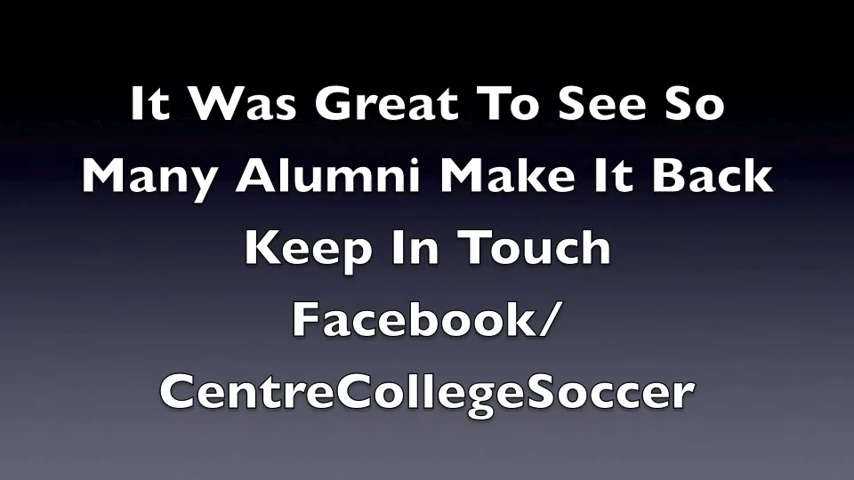 It Was Great To See So
Many Alumni Make It Back
Keep In Touch
Facebook/
CentreCollegeSoccer